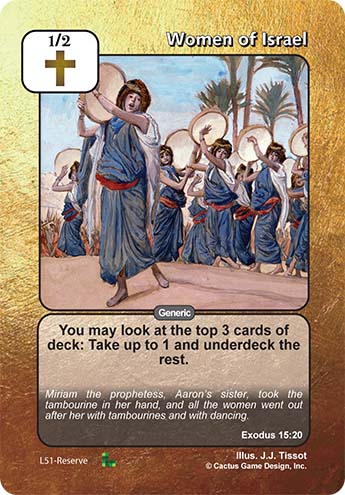 1/2
Women of Israel
Generic
You may look at the top 3 cards of
deck: Take up to 1 and underdeck the
rest.
Miriam the prophetess, Aaron's sister, took the
tambourine in her hand, and all the women went out
after her with tambourines and with dancing.
Exodus 15:20
L51-Reserve
Illus. J.J. Tissot
© Cactus Game Design, Inc.